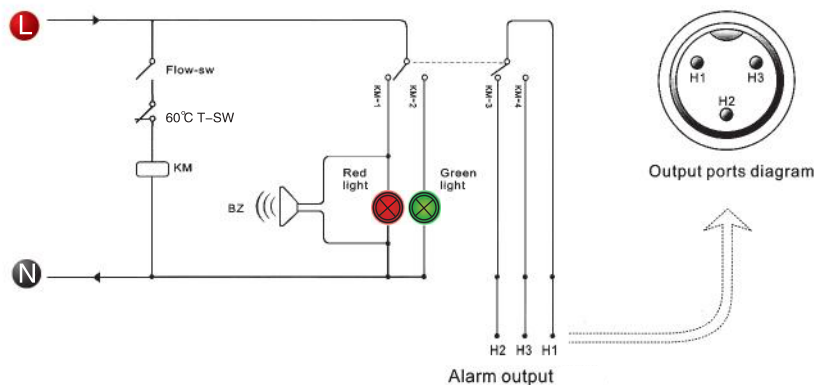 L
Flow-sw
60℃ T-SW
KM
BZ
Red
light
Green
light
KM-1
KM-2
KM-3
KM-4
N
H2 H3 H1
Alarm output
H1
H3
H2
Output ports diagram